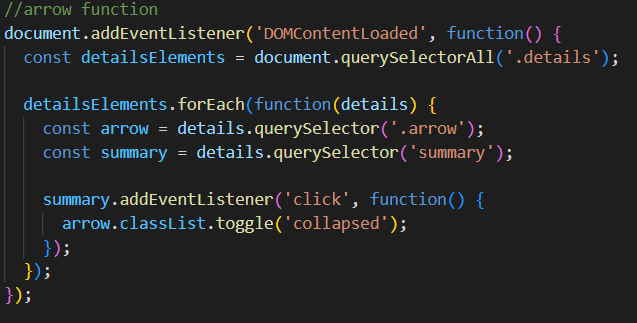 //arrow function
document.addEventListener('DOMContentLoaded', function() {
  const detailsElements = document.querySelectorAll('.details');

  detailsElements.forEach(function(details) {
    const arrow = details.querySelector('.arrow');
    const summary = details.querySelector('summary');

    summary.addEventListener('click', function() {
      arrow.classList.toggle('collapsed');
    });
  });
});